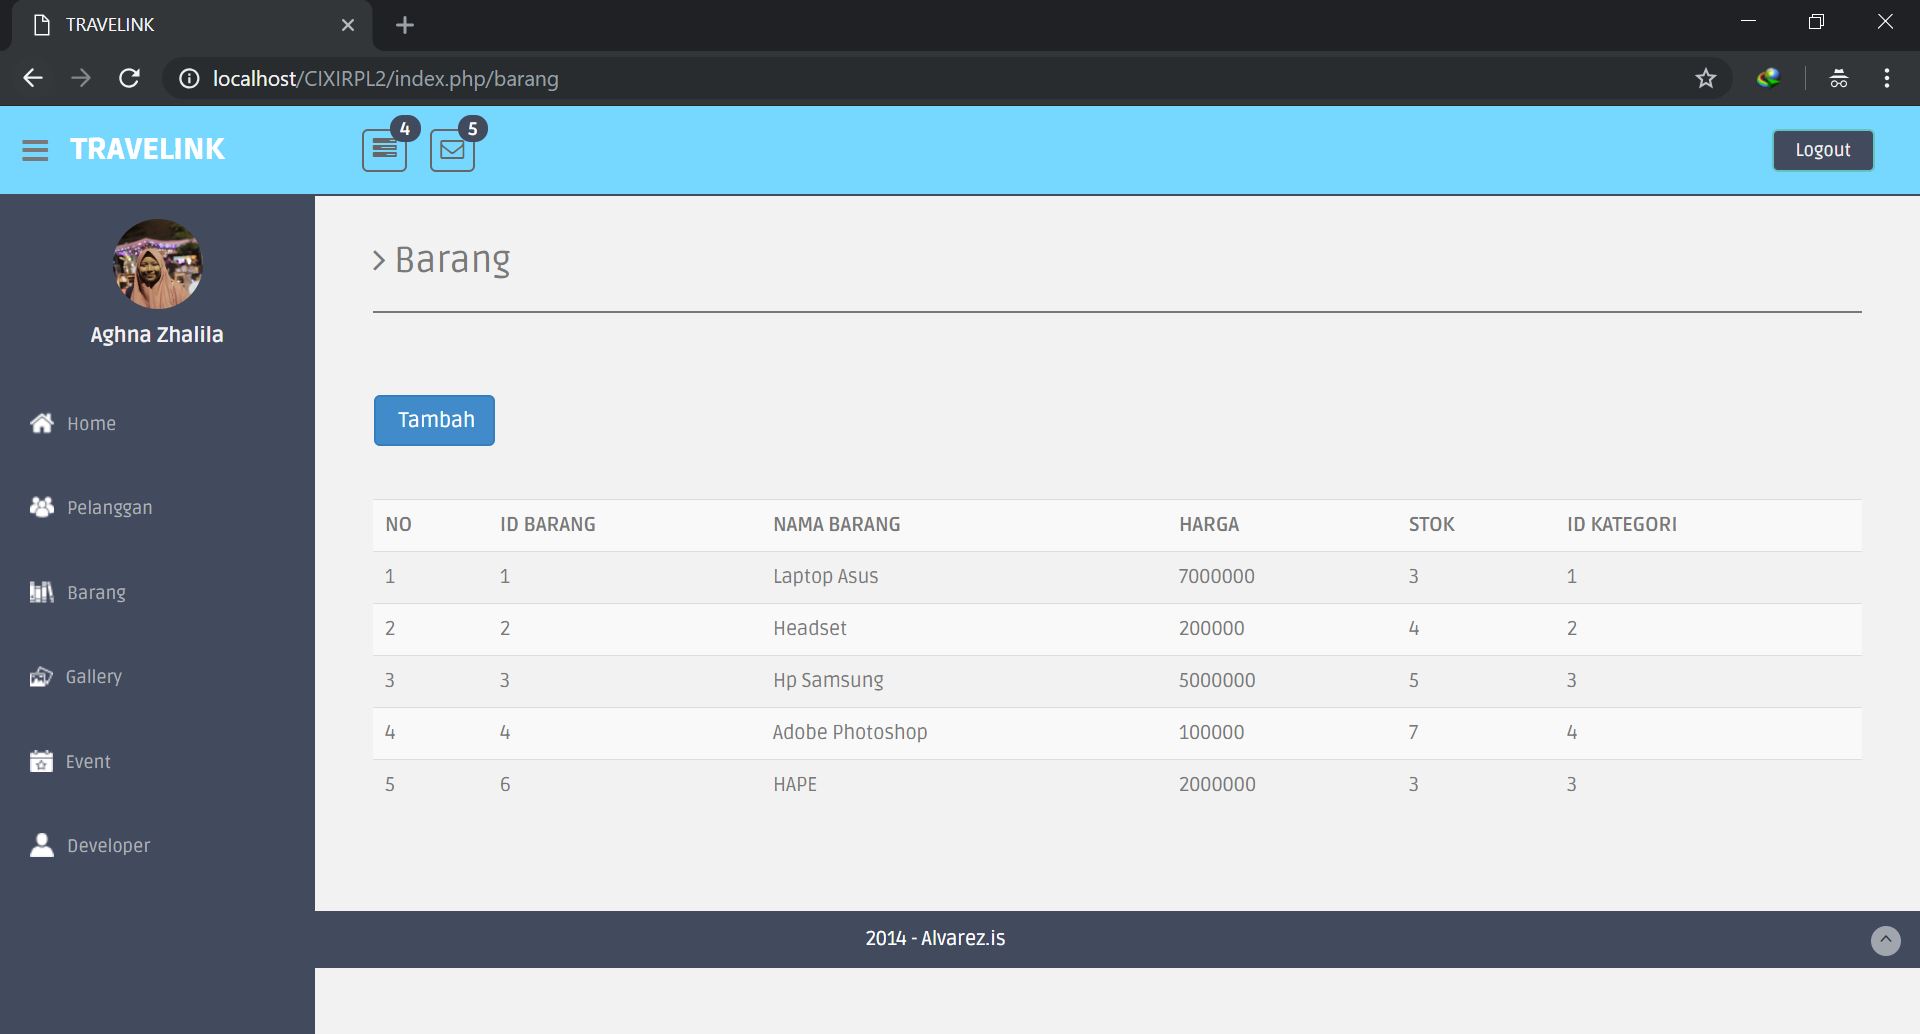 TRAVELINK
localhost/CIXIRPL2/index.php/barang
TRAVELINK 4 5 Logout
Aghna Zhalila
Home
Pelanggan
Barang
Gallery
Event
Developer
Barang
Tambah
NO ID BARANG NAMA BARANG HARGA STOK ID KATEGORI
1 1 Laptop Asus 7000000 3 1
2 2 Headset 200000 4 2
3 3 Hp Samsung 5000000 5 3
4 4 Adobe Photoshop 100000 7 4
5 6 HAPE 2000000 3 3
2014 - Alvarez.is